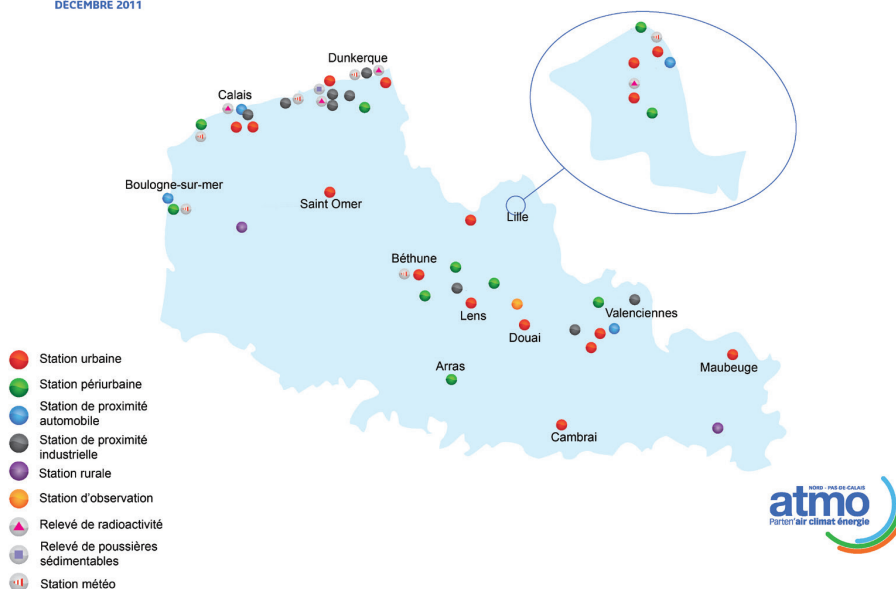 DÉCEMBRE 2011
Dunkerque
Calais
Boulogne-sur-mer
Saint Omer
Lille
Béthune
Lens
Douai
Valenciennes
Arras
Maubeuge
Cambrai
Station urbaine
Station périurbaine
Station de proximité
automobile
Station de proximité
industrielle
Station rurale
Station d'observation
Relevé de radioactivité
Relevé de poussières
sédimentables
Station météo
NORD - PAS-DE-CALAIS
atmo
Parten'air climat énergie